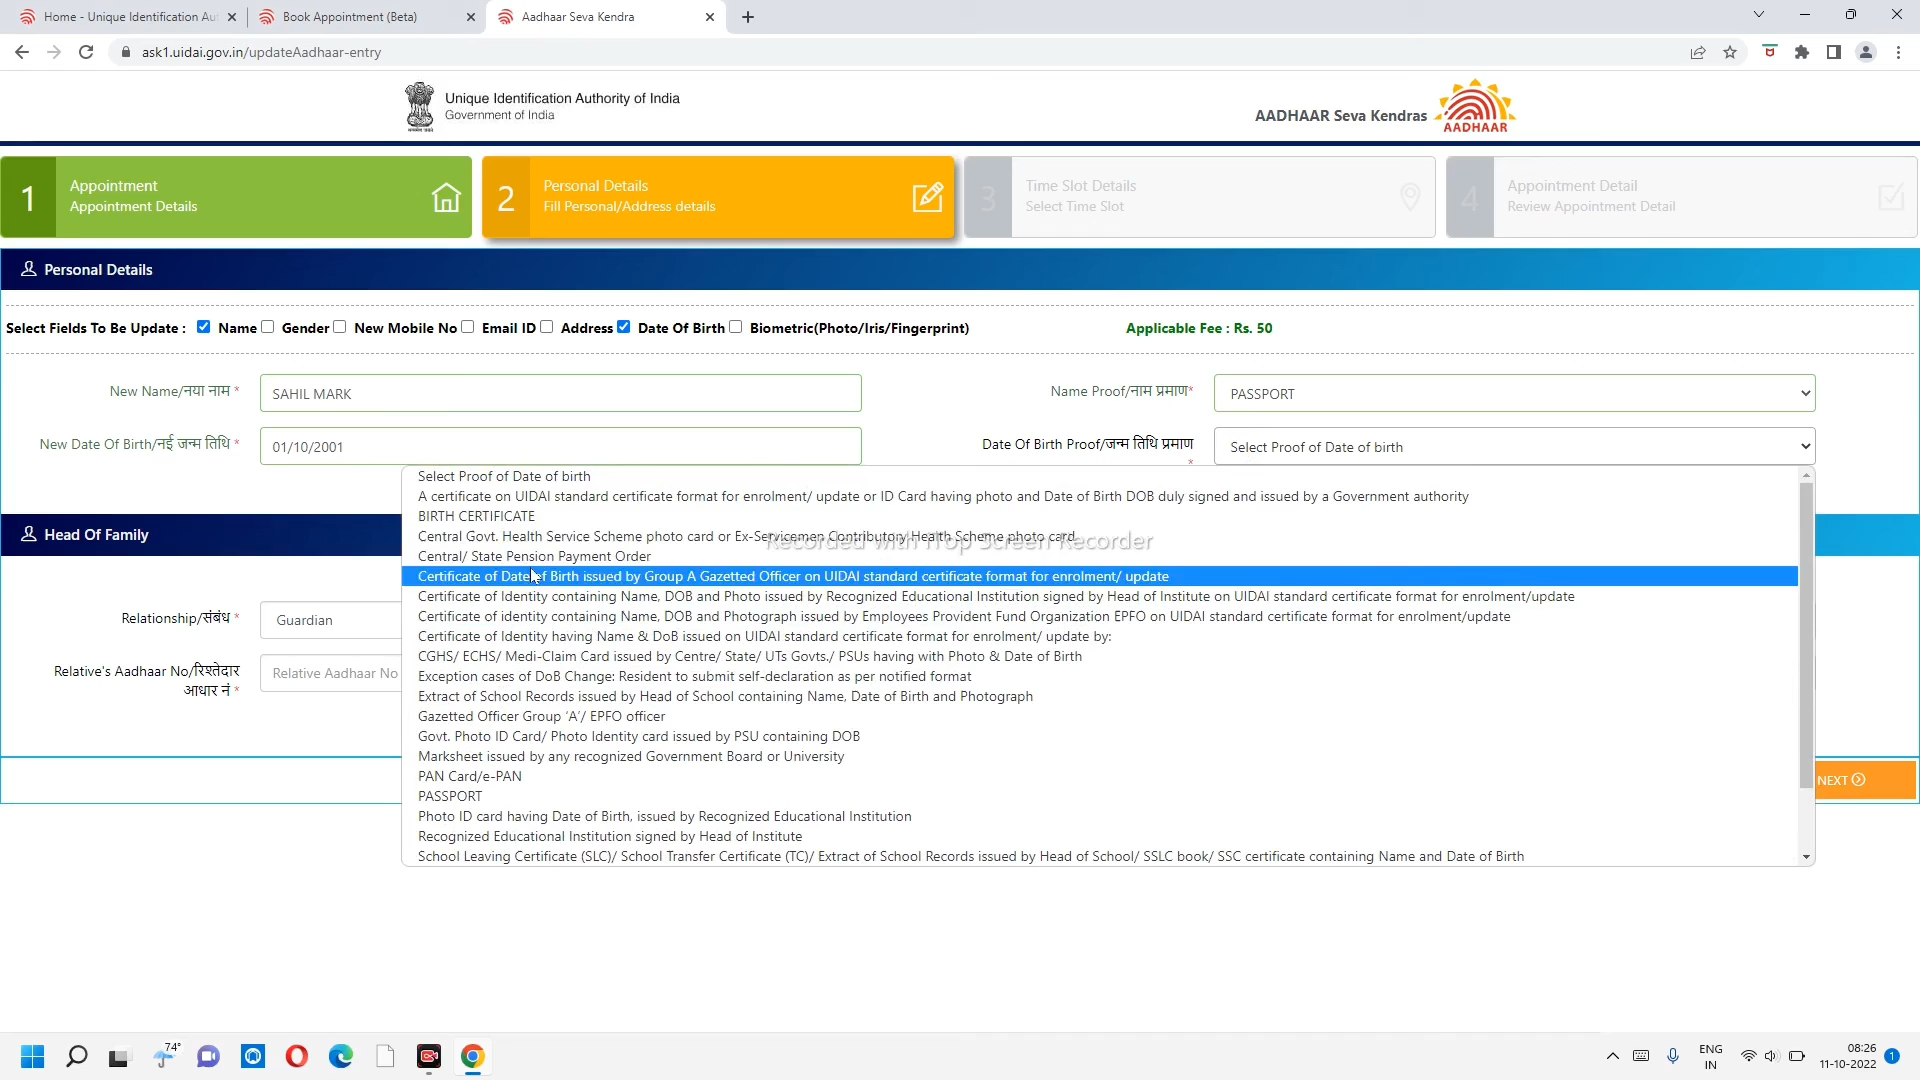 Home - Unique Identification Au
Book Appointment (Beta)
Aadhaar Seva Kendra
ask1.uidai.gov.in/updateAadhaar-entry
Unique Identification Authority of India
Government of India
AADHAAR Seva Kendras
AADHAAR
1
Appointment
Appointment Details
2
Personal Details
Fill Personal/Address details
3
Time Slot Details
Select Time Slot
4
Appointment Detail
Review Appointment Detail
Personal Details
Select Fields To Be Update : Name Gender New Mobile No Email ID Address Date Of Birth Biometric(Photo/Iris/Fingerprint) Applicable Fee : Rs. 50
New Name/नया नाम * SAHIL MARK
Name Proof/नाम प्रमाण* PASSPORT
New Date Of Birth/नई जन्म तिथि * 01/10/2001
Date Of Birth Proof/जन्म तिथि प्रमाण * Select Proof of Date of birth
Select Proof of Date of birth
A certificate on UIDAI standard certificate format for enrolment/ update or ID Card having photo and Date of Birth DOB duly signed and issued by a Government authority
BIRTH CERTIFICATE
Central Govt. Health Service Scheme photo card or Ex-Servicemen Contributory Health Scheme photo card
Recorded with iTop Screen Recorder
Central/ State Pension Payment Order
Certificate of Date of Birth issued by Group A Gazetted Officer on UIDAI standard certificate format for enrolment/ update
Certificate of Identity containing Name, DOB and Photo issued by Recognized Educational Institution signed by Head of Institute on UIDAI standard certificate format for enrolment/update
Certificate of identity containing Name, DOB and Photograph issued by Employees Provident Fund Organization EPFO on UIDAI standard certificate format for enrolment/update
Certificate of Identity having Name & DoB issued on UIDAI standard certificate format for enrolment/ update by:
CGHS/ ECHS/ Medi-Claim Card issued by Centre/ State/ UTs Govts./ PSUs having with Photo & Date of Birth
Exception cases of DoB Change: Resident to submit self-declaration as per notified format
Extract of School Records issued by Head of School containing Name, Date of Birth and Photograph
Gazetted Officer Group ‘A’/ EPFO officer
Govt. Photo ID Card/ Photo Identity card issued by PSU containing DOB
Marksheet issued by any recognized Government Board or University
PAN Card/e-PAN
PASSPORT
Photo ID card having Date of Birth, issued by Recognized Educational Institution
Recognized Educational Institution signed by Head of Institute
School Leaving Certificate (SLC)/ School Transfer Certificate (TC)/ Extract of School Records issued by Head of School/ SSLC book/ SSC certificate containing Name and Date of Birth
Head Of Family
Relationship/संबंध * Guardian
Relative's Aadhaar No/रिश्तेदार
आधार नं *
Relative Aadhaar No
NEXT
74°
ENG
IN
08:26
11-10-2022
1